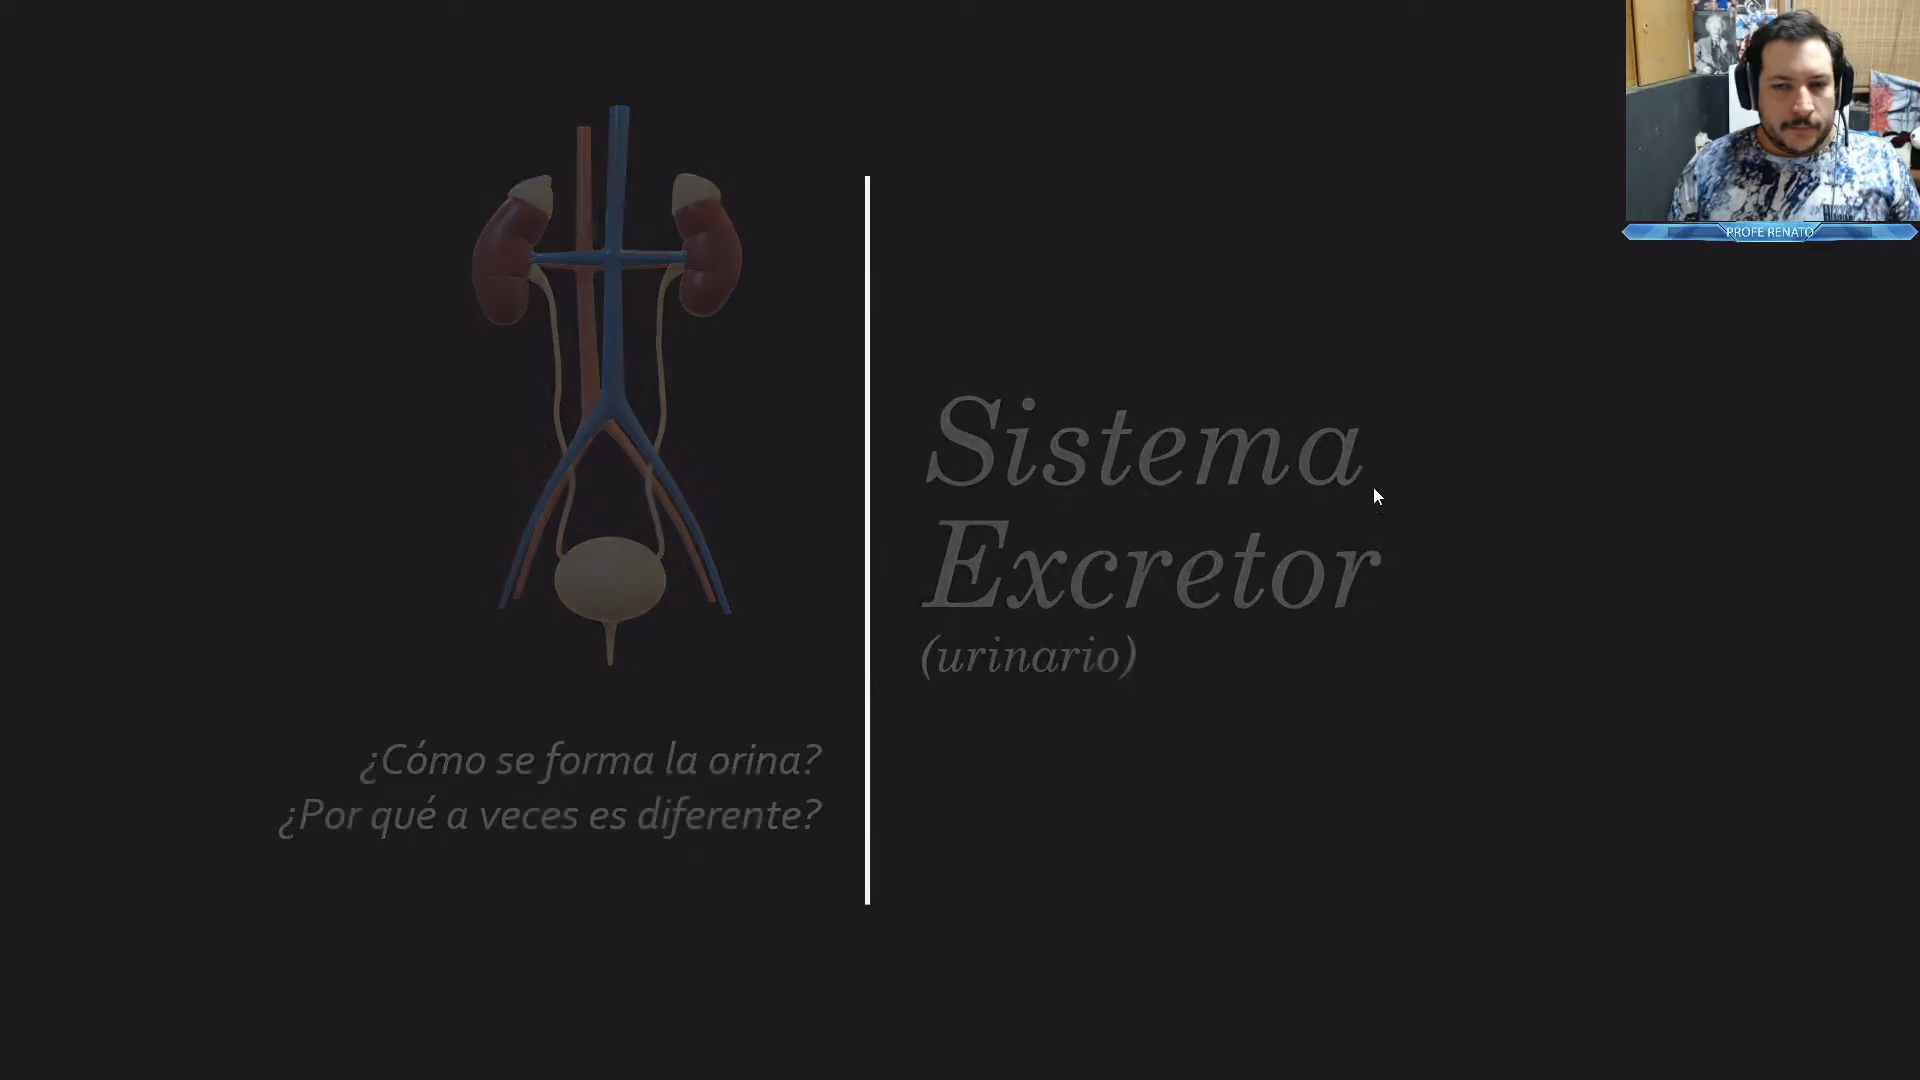 PROFE RENATO
Sistema
Excretor
(urinario)
¿Cómo se forma la orina?
¿Por qué a veces es diferente?